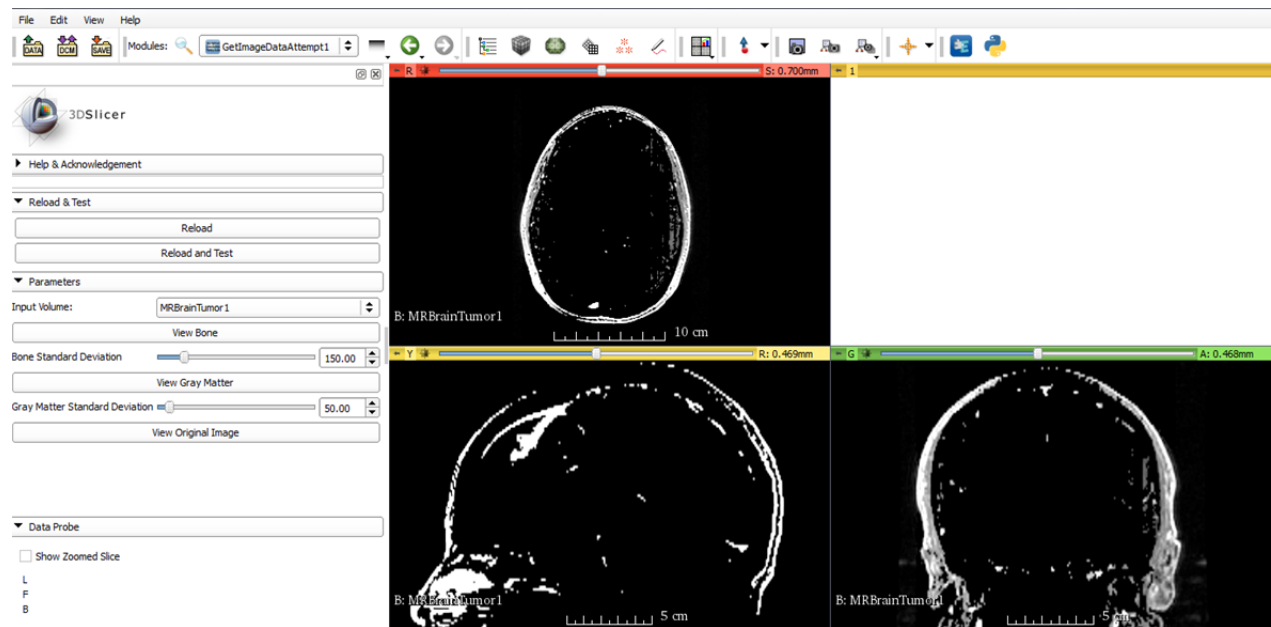 File Edit View Help
DATA DCM SAVE Modules: GetImageDataAttempt1
R S: 0.700mm
1
3DSlicer
Help & Acknowledgement
Reload & Test
Reload
Reload and Test
Parameters
Input Volume: MRBrainTumor1
View Bone
Bone Standard Deviation 150.00
View Gray Matter
Gray Matter Standard Deviation 50.00
View Original Image
Data Probe
Show Zoomed Slice
L
F
B
B: MRBrainTumor1
10 cm
Y R: 0.469mm
B: MRBrainTumor1
5 cm
G A: 0.468mm
B: MRBrainTumor1
5 cm